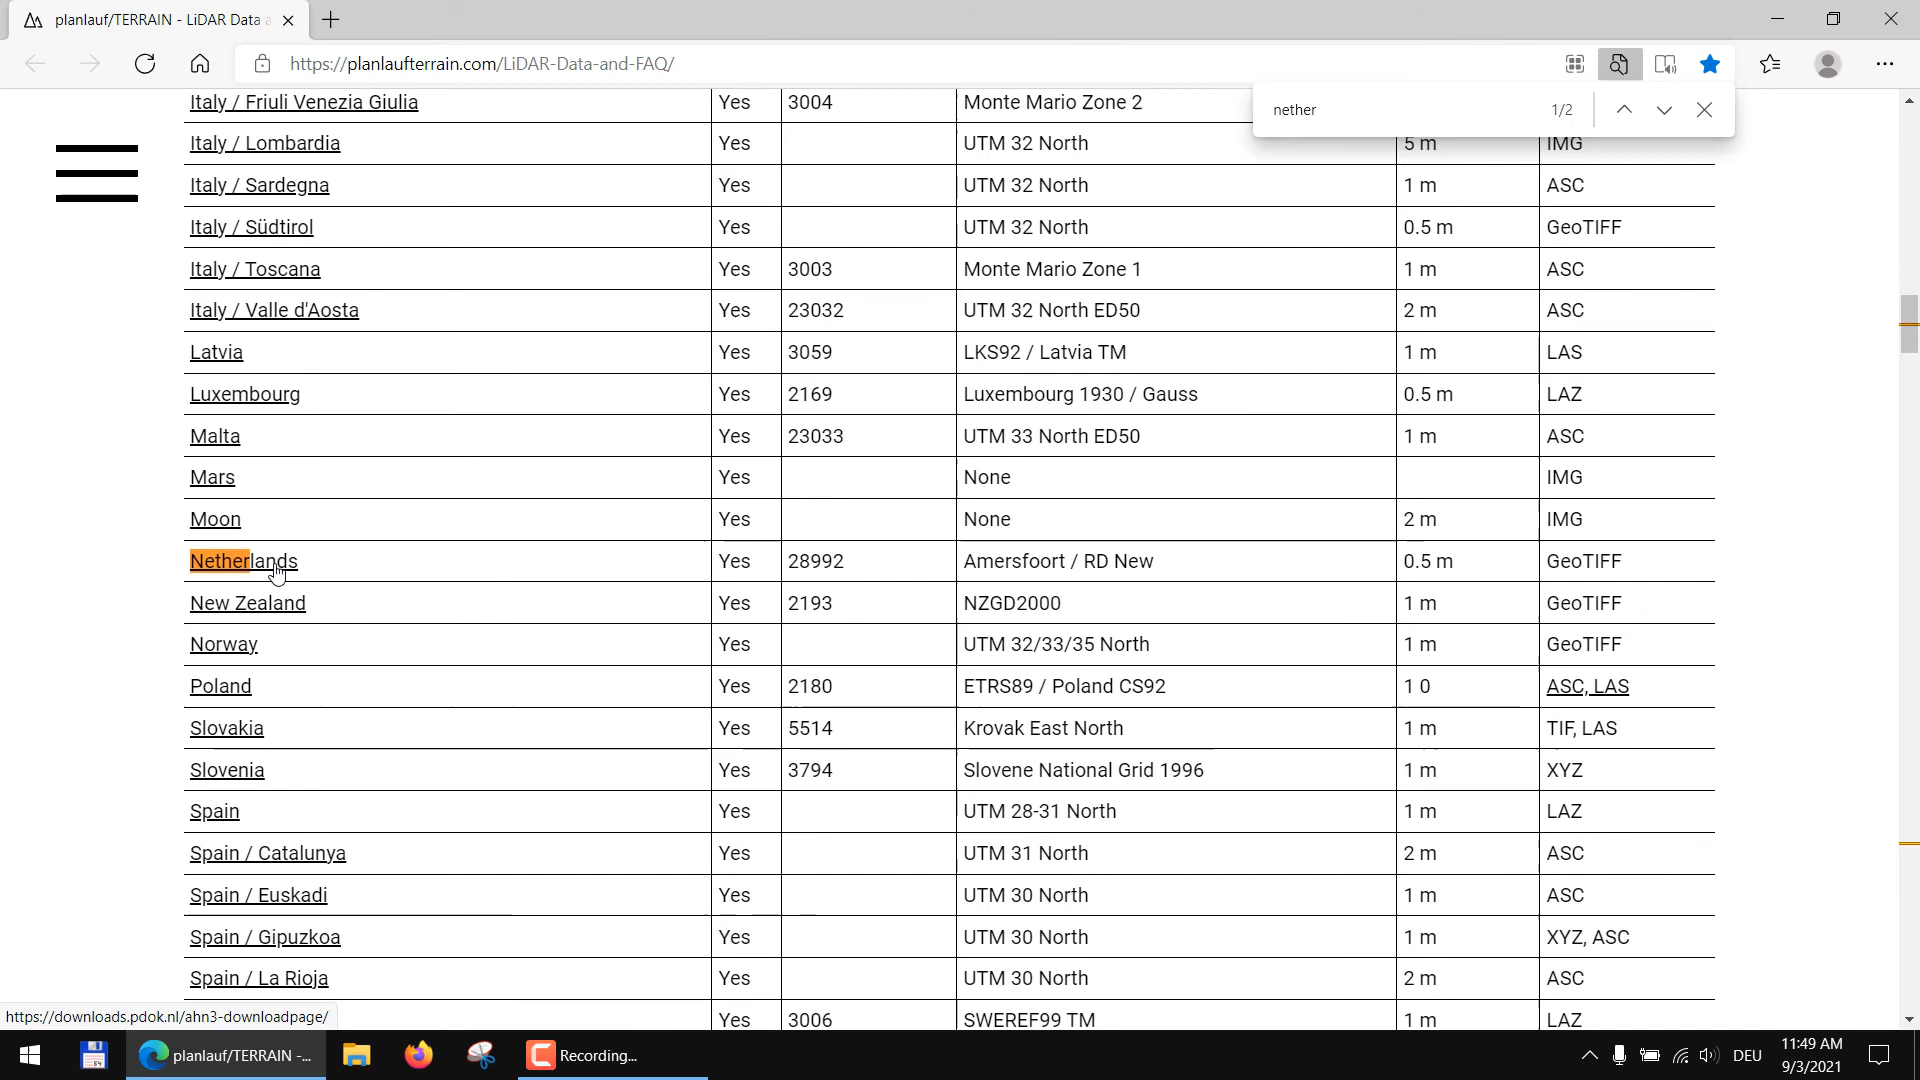 planlauf/TERRAIN - LiDAR Data a
https://planlaufterrain.com/LiDAR-Data-and-FAQ/
nether 1/2
Italy / Friuli Venezia Giulia Yes 3004 Monte Mario Zone 2
Italy / Lombardia Yes UTM 32 North 5 m IMG
Italy / Sardegna Yes UTM 32 North 1 m ASC
Italy / Südtirol Yes UTM 32 North 0.5 m GeoTIFF
Italy / Toscana Yes 3003 Monte Mario Zone 1 1 m ASC
Italy / Valle d'Aosta Yes 23032 UTM 32 North ED50 2 m ASC
Latvia Yes 3059 LKS92 / Latvia TM 1 m LAS
Luxembourg Yes 2169 Luxembourg 1930 / Gauss 0.5 m LAZ
Malta Yes 23033 UTM 33 North ED50 1 m ASC
Mars Yes None IMG
Moon Yes None 2 m IMG
Netherlands Yes 28992 Amersfoort / RD New 0.5 m GeoTIFF
New Zealand Yes 2193 NZGD2000 1 m GeoTIFF
Norway Yes UTM 32/33/35 North 1 m GeoTIFF
Poland Yes 2180 ETRS89 / Poland CS92 1 0 ASC, LAS
Slovakia Yes 5514 Krovak East North 1 m TIF, LAS
Slovenia Yes 3794 Slovene National Grid 1996 1 m XYZ
Spain Yes UTM 28-31 North 1 m LAZ
Spain / Catalunya Yes UTM 31 North 2 m ASC
Spain / Euskadi Yes UTM 30 North 1 m ASC
Spain / Gipuzkoa Yes UTM 30 North 1 m XYZ, ASC
Spain / La Rioja Yes UTM 30 North 2 m ASC
Yes 3006 SWEREF99 TM 1 m LAZ
https://downloads.pdok.nl/ahn3-downloadpage/
planlauf/TERRAIN -... Recording... DEU 11:49 AM
9/3/2021